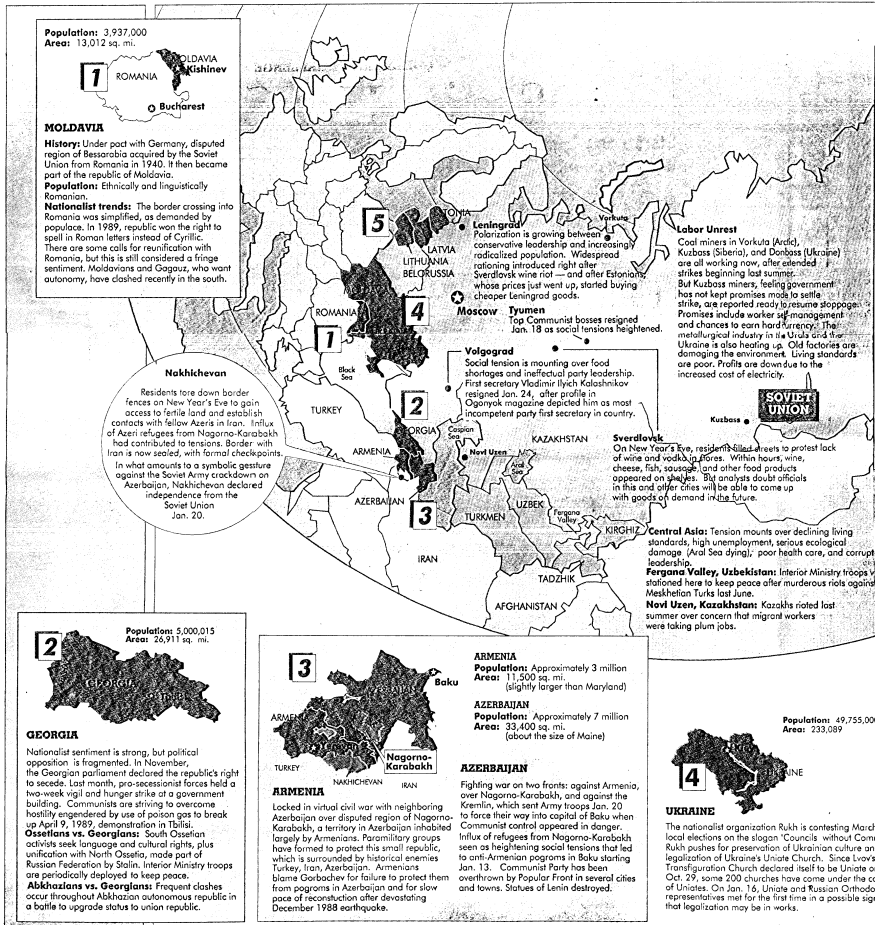 Population: 3,937,000
Area: 13,012 sq. mi.
1
ROMANIA
MOLDAVIA
Kishinev
Bucharest
MOLDAVIA
History: Under pact with Germany, disputed
region of Bessarabia acquired by the Soviet
Union from Romania in 1940. It then became
part of the republic of Moldavia.
Population: Ethnically and linguistically
Romanian.
Nationalist trends: The border crossing into
Romania was simplified, as demanded by
populace. In 1989, republic won the right to
spell in Roman letters instead of Cyrillic.
There are some calls for reunification with
Romania, but this is still considered a fringe
sentiment. Moldavians and Gagauz, who want
autonomy, have clashed recently in the south.
5
ESTONIA
LATVIA
LITHUANIA
BELORUSSIA
Leningrad
Polarization is growing between
conservative leadership and increasingly
radicalized population. Widespread
rationing introduced right after
Sverdlovsk wine riot — and after Estonians,
whose prices just went up, started buying
cheaper Leningrad goods.
Vorkuta
Labor Unrest
Coal miners in Vorkuta (Arctic),
Kuzbass (Siberia), and Donbass (Ukraine)
are all working now, after extended
strikes beginning last summer.
But Kuzbass miners, feeling government
has not kept promises made to settle
strike, are reported ready to resume stoppage.
Promises include worker self-management
and chances to earn hard currency. The
metallurgical industry in the Urals and the
Ukraine is also heating up. Old factories are
damaging the environment. Living standards
are poor. Profits are down due to the
increased cost of electricity.
4
ROMANIA
1
Moscow
Tyumen
Top Communist bosses resigned
Jan. 18 as social tensions heightened.
Black
Sea
Volgograd
Social tension is mounting over food
shortages and ineffectual party leadership.
First secretary Vladimir Ilyich Kalashnikov
resigned Jan. 24, after profile in
Ogonyok magazine depicted him as most
incompetent party first secretary in country.
SOVIET
UNION
Kuzbass
Nakhichevan
Residents tore down border
fences on New Year's Eve to gain
access to fertile land and establish
contacts with fellow Azeris in Iran. Influx
of Azeri refugees from Nagorno-Karabakh
had contributed to tensions. Border with
Iran is now sealed, with formal checkpoints.
In what amounts to a symbolic gesture
against the Soviet Army crackdown on
Azerbaijan, Nakhichevan declared
independence from the
Soviet Union
Jan. 20.
TURKEY
2
GEORGIA
ARMENIA
AZERBAIJAN
3
Caspian
Sea
Novi Uzen
KAZAKHSTAN
Aral
Sea
UZBEK
TURKMEN
Fergana
Valley
KIRGHIZ
IRAN
TADZHIK
AFGHANISTAN
Sverdlovsk
On New Year's Eve, residents filled streets to protest lack
of wine and vodka in stores. Within hours, wine,
cheese, fish, sausage, and other food products
appeared on shelves. But analysts doubt officials
in this and other cities will be able to come up
with goods on demand in the future.
Central Asia: Tension mounts over declining living
standards, high unemployment, serious ecological
damage (Aral Sea dying), poor health care, and corrupt
leadership.
Fergana Valley, Uzbekistan: Interior Ministry troops
stationed here to keep peace after murderous riots against
Meskhetian Turks last June.
Novi Uzen, Kazakhstan: Kazakhs rioted last
summer over concern that migrant workers
were taking plum jobs.
2
Population: 5,000,015
Area: 26,911 sq. mi.
GEORGIA
GEORGIA
Nationalist sentiment is strong, but political
opposition is fragmented. In November,
the Georgian parliament declared the republic's right
to secede. Last month, pro-secessionist forces held a
two-week vigil and hunger strike at a government
building. Communists are striving to overcome
hostility engendered by use of poison gas to break
up April 9, 1989, demonstration in Tbilisi.
Ossetians vs. Georgians: South Ossetian
activists seek language and cultural rights, plus
unification with North Ossetia, made part of
Russian Federation by Stalin. Interior Ministry troops
are periodically deployed to keep peace.
Abkhazians vs. Georgians: Frequent clashes
occur throughout Abkhazian autonomous republic in
a battle to upgrade status to union republic.
3
Baku
Nagorno-
Karabakh
TURKEY
NAKHICHEVAN
IRAN
ARMENIA
Population: Approximately 3 million
Area: 11,500 sq. mi.
(slightly larger than Maryland)
AZERBAIJAN
Population: Approximately 7 million
Area: 33,400 sq. mi.
(about the size of Maine)
ARMENIA
Locked in virtual civil war with neighboring
Azerbaijan over disputed region of Nagorno-
Karabakh, a territory in Azerbaijan inhabited
largely by Armenians. Paramilitary groups
have formed to protect this small republic,
which is surrounded by historical enemies
Turkey, Iran, Azerbaijan. Armenians
blame Gorbachev for failure to protect them
from pogroms in Azerbaijan and for slow
pace of reconstuction after devastating
December 1988 earthquake.
AZERBAIJAN
Fighting war on two fronts: against Armenia,
over Nagorno-Karabakh, and against the
Kremlin, which sent Army troops Jan. 20
to force their way into capital of Baku when
Communist control appeared in danger.
Influx of refugees from Nagorno-Karabakh
seen as heightening social tensions that led
to anti-Armenian pogroms in Baku starting
Jan. 13. Communist Party has been
overthrown by Popular Front in several cities
and towns. Statues of Lenin destroyed.
4
Population: 49,755,00
Area: 233,089
UKRAINE
UKRAINE
The nationalist organization Rukh is contesting March
local elections on the slogan "Councils without Com
Rukh pushes for preservation of Ukrainian culture an
legalization of Ukraine's Uniate Church. Since Lvov's
Transfiguration Church declared itself to be Uniate o
Oct. 29, some 200 churches have come under the co
of Uniates. On Jan. 16, Uniate and Russian Orthodo
representatives met for the first time in a possible sig
that legalization may be in works.